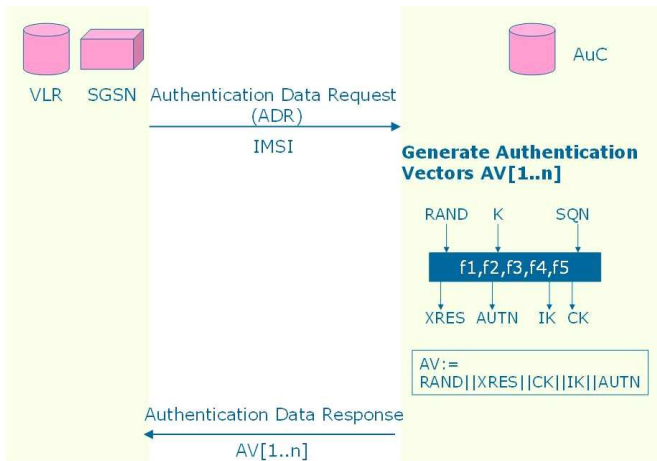 AuC
VLR SGSN
Authentication Data Request
(ADR)
IMSI
Generate Authentication
Vectors AV[1..n]
RAND K SQN
f1,f2,f3,f4,f5
XRES AUTN IK CK
AV:=
RAND||XRES||CK||IK||AUTN
Authentication Data Response
AV[1..n]